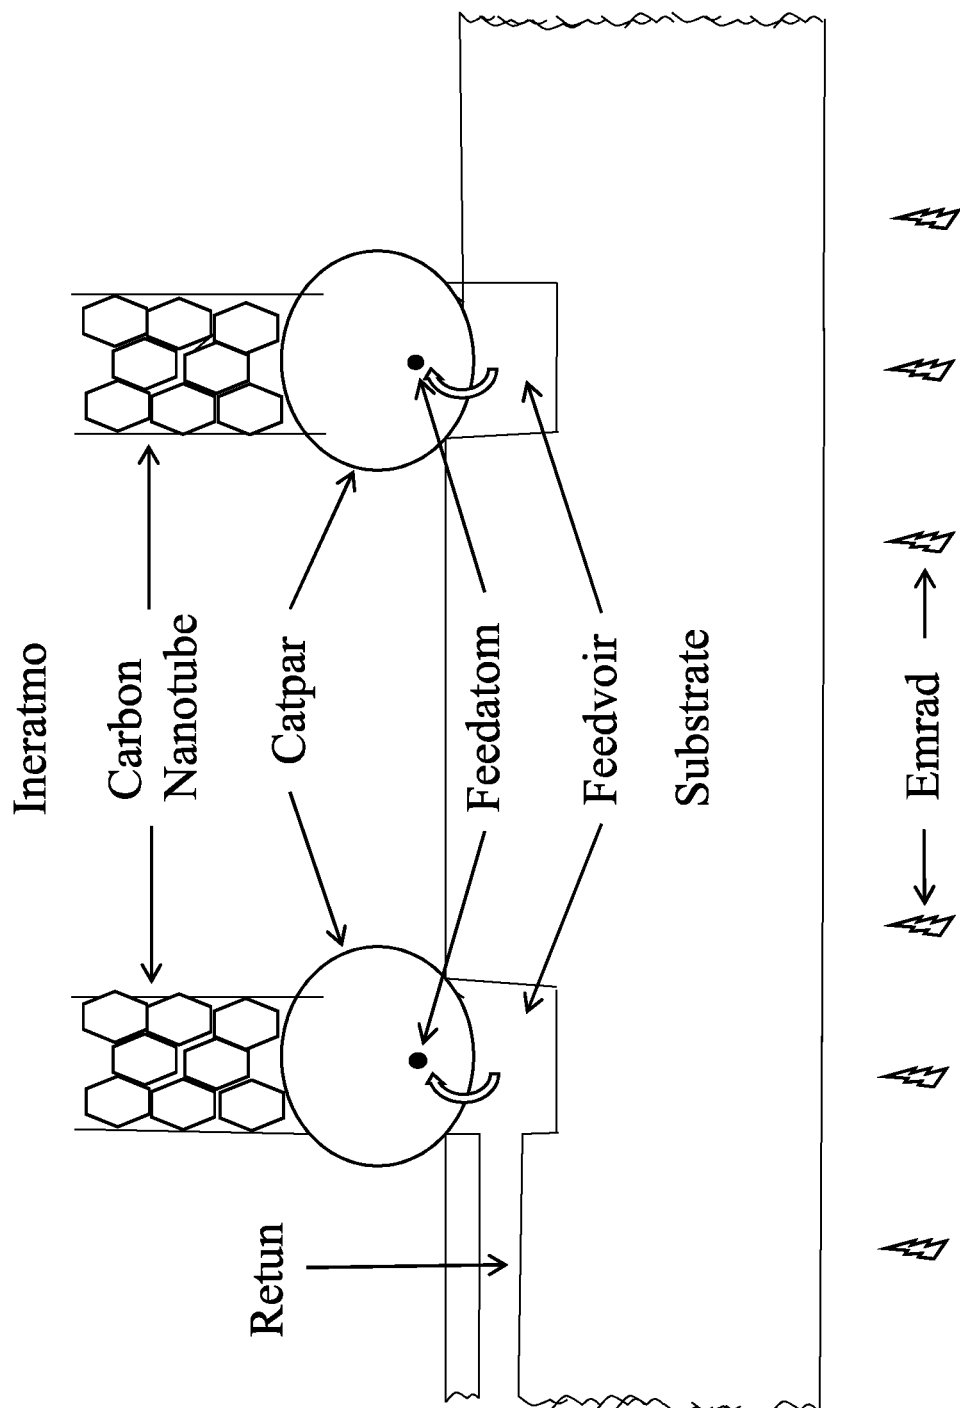 Ineratmo
Carbon
Nanotube
Catpar
Feedatom
Feedvoir
Substrate
Emrad
Retun